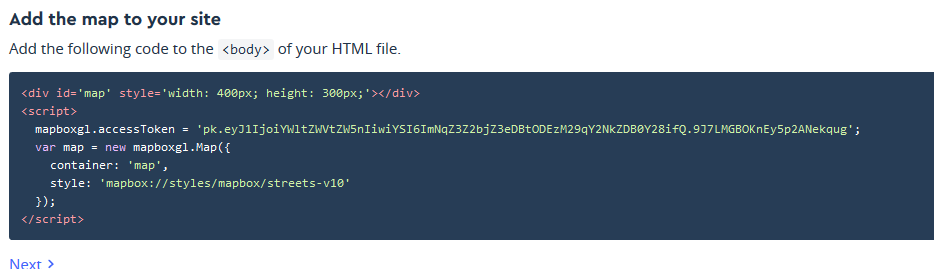 Add the map to your site
Add the following code to the <body> of your HTML file.
<div id='map' style='width: 400px; height: 300px;'></div>
<script>
mapboxgl.accessToken = 'pk.eyJ1IjoiYWltZWVtZW5nIiwiYSI6ImNqZ3Z2bjZ3eDBtODEzM29qY2NkZDB0Y28ifQ.9J7LMGBOKnEy5p2ANekqug';
var map = new mapboxgl.Map({
container: 'map',
style: 'mapbox://styles/mapbox/streets-v10'
});
</script>
Next >